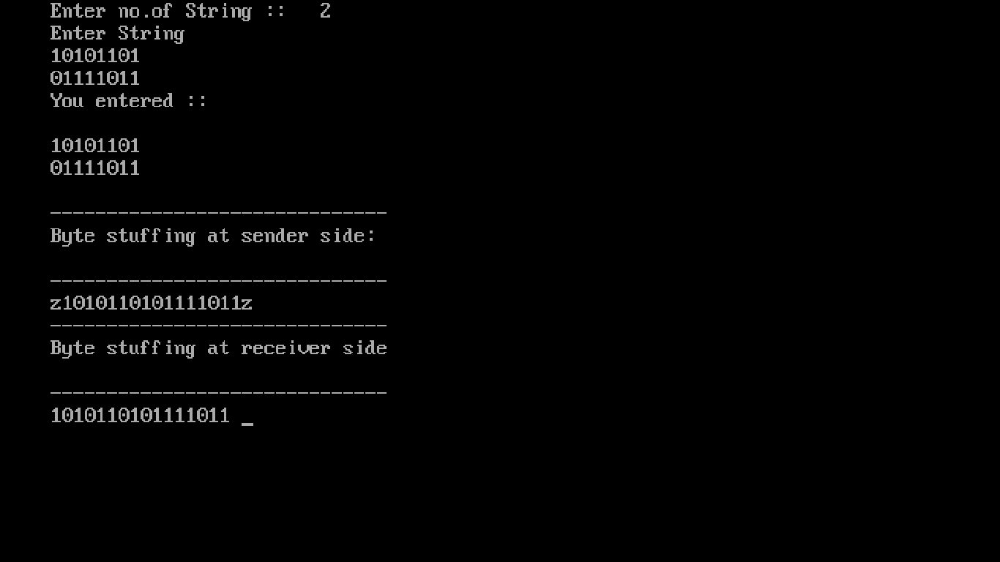 Enter no.of String ::   2
Enter String
10101101
01111011
You entered ::
10101101
01111011
------------------------------
Byte stuffing at sender side:
------------------------------
z1010110101111011z
------------------------------
Byte stuffing at receiver side
------------------------------
1010110101111011 _